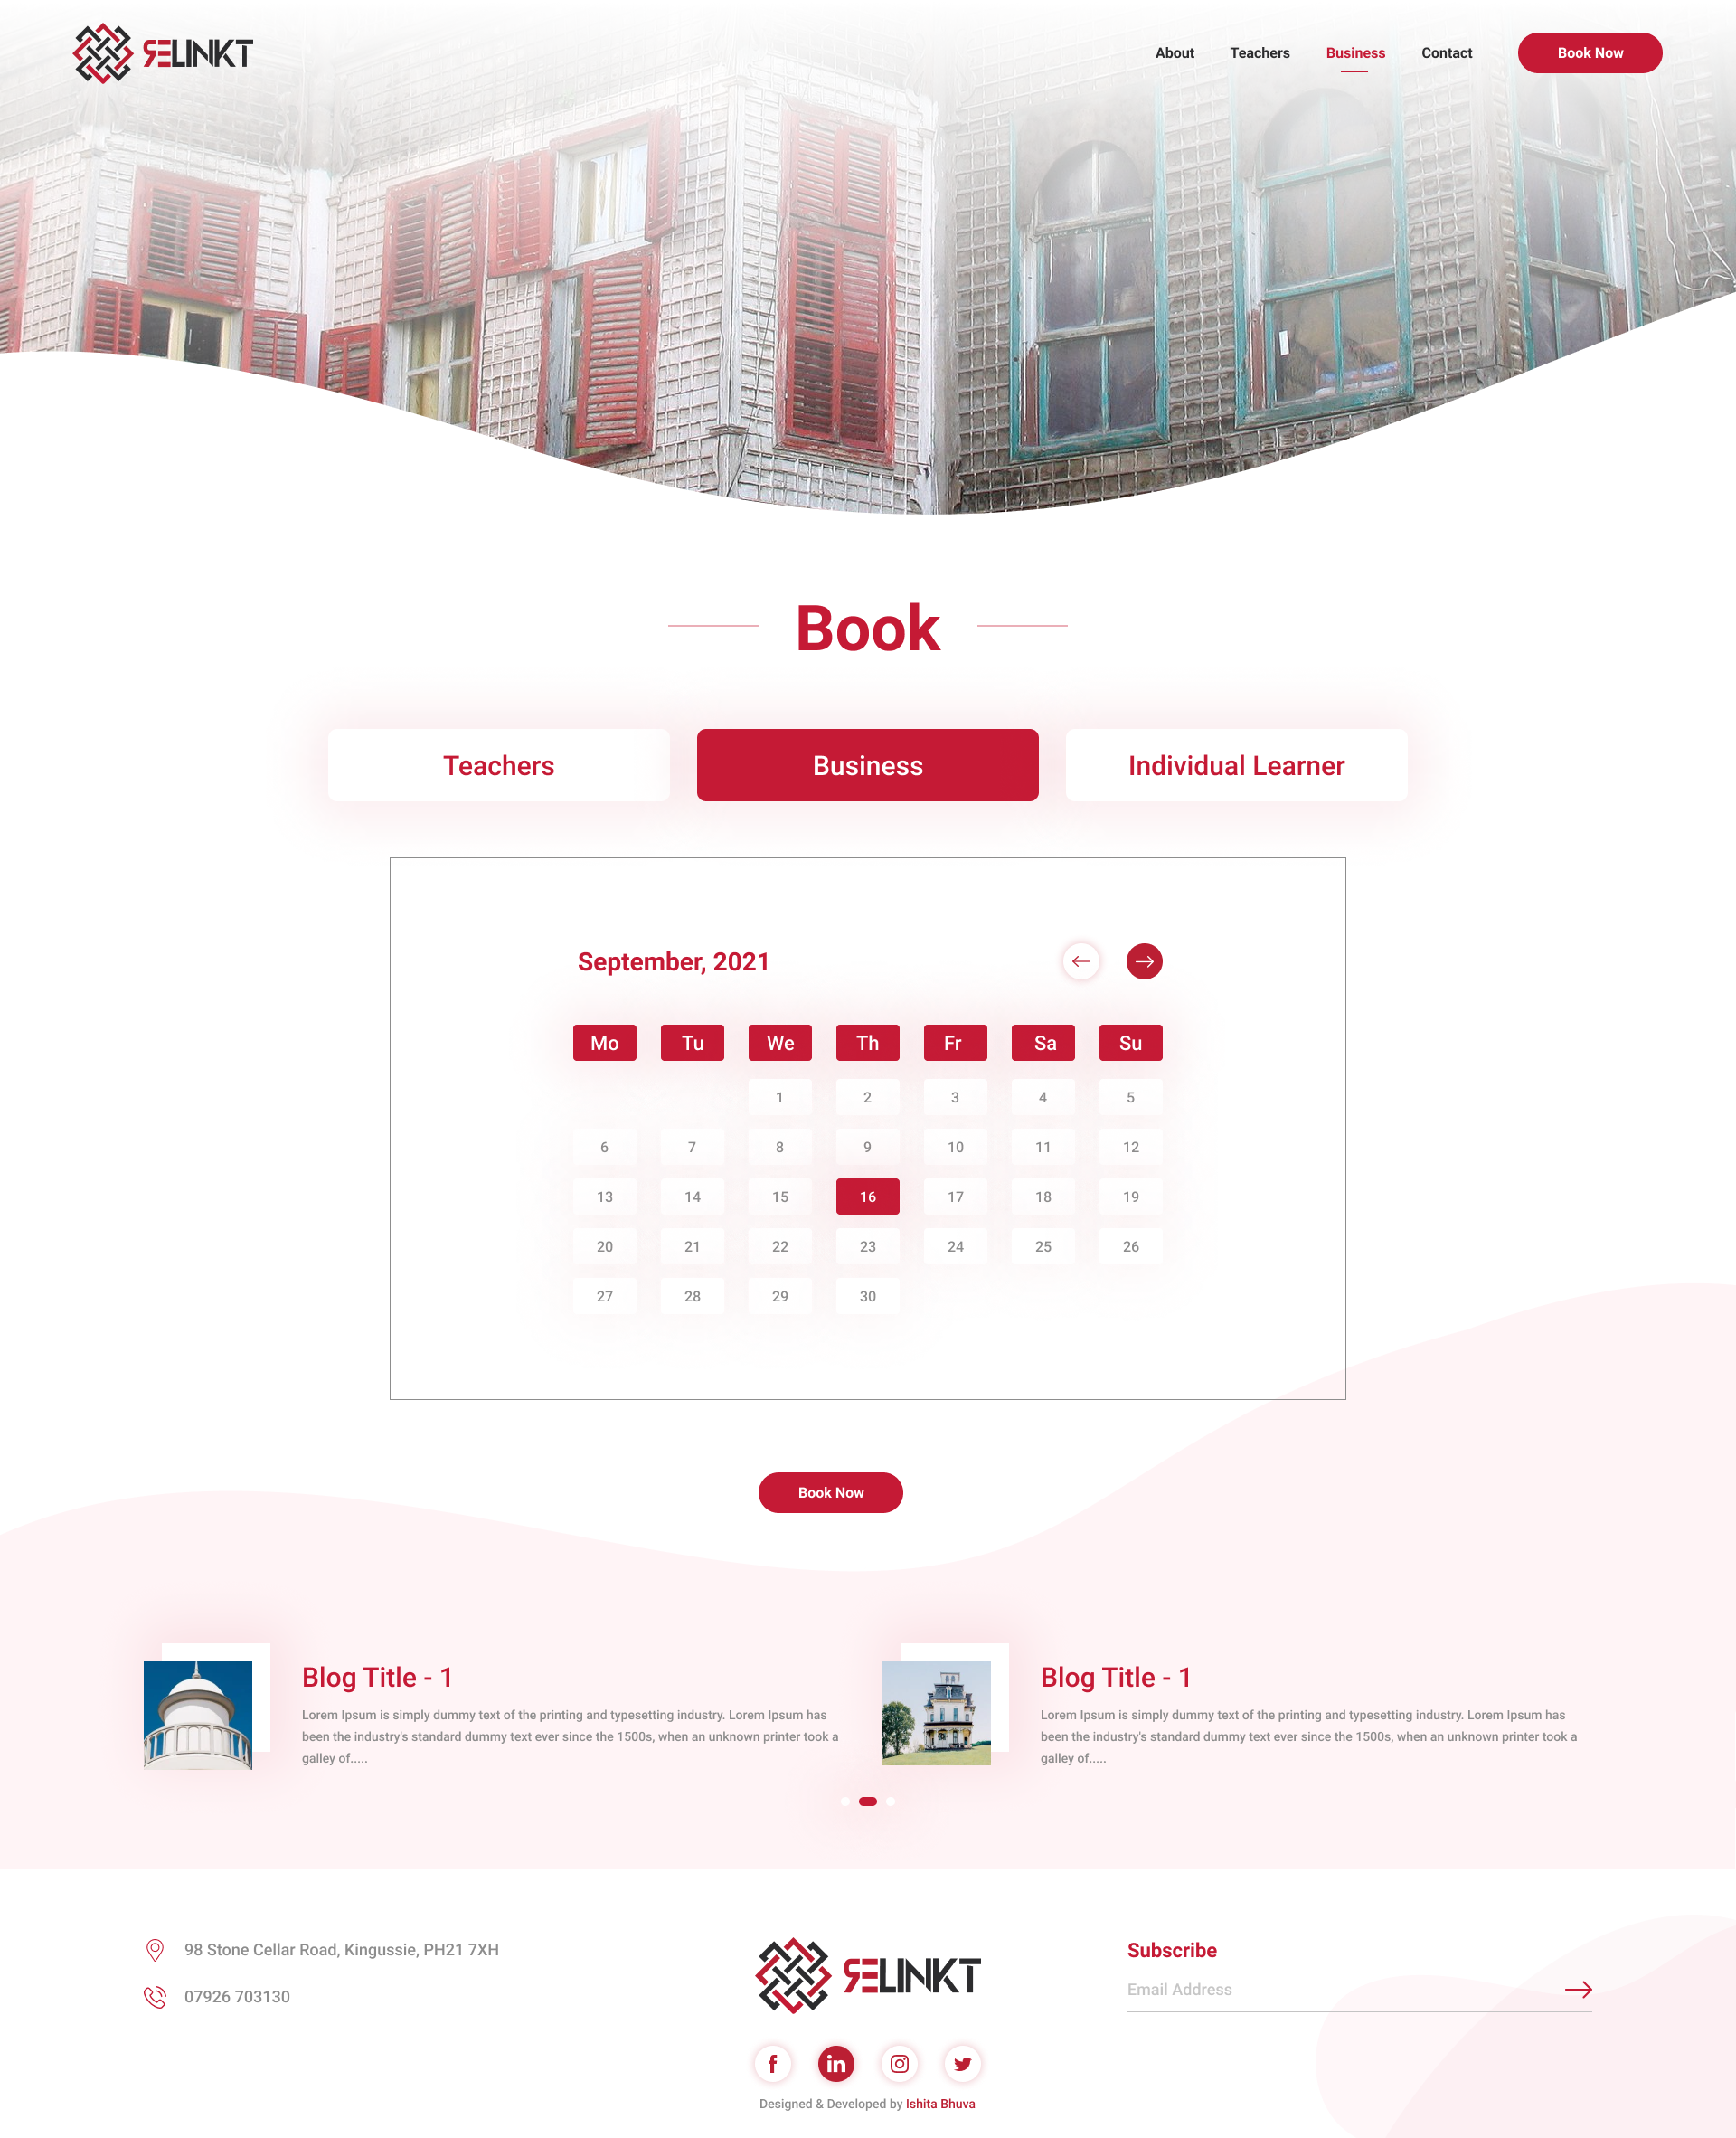 RELINKT
About Teachers Business Contact Book Now
Book
Teachers Business Individual Learner
September, 2021
Mo Tu We Th Fr Sa Su
1 2 3 4 5
6 7 8 9 10 11 12
13 14 15 16 17 18 19
20 21 22 23 24 25 26
27 28 29 30
Book Now
Blog Title - 1
Lorem Ipsum is simply dummy text of the printing and typesetting industry. Lorem Ipsum has
been the industry's standard dummy text ever since the 1500s, when an unknown printer took a
galley of.....
Blog Title - 1
Lorem Ipsum is simply dummy text of the printing and typesetting industry. Lorem Ipsum has
been the industry's standard dummy text ever since the 1500s, when an unknown printer took a
galley of.....
98 Stone Cellar Road, Kingussie, PH21 7XH
07926 703130
RELINKT
Designed & Developed by Ishita Bhuva
Subscribe
Email Address